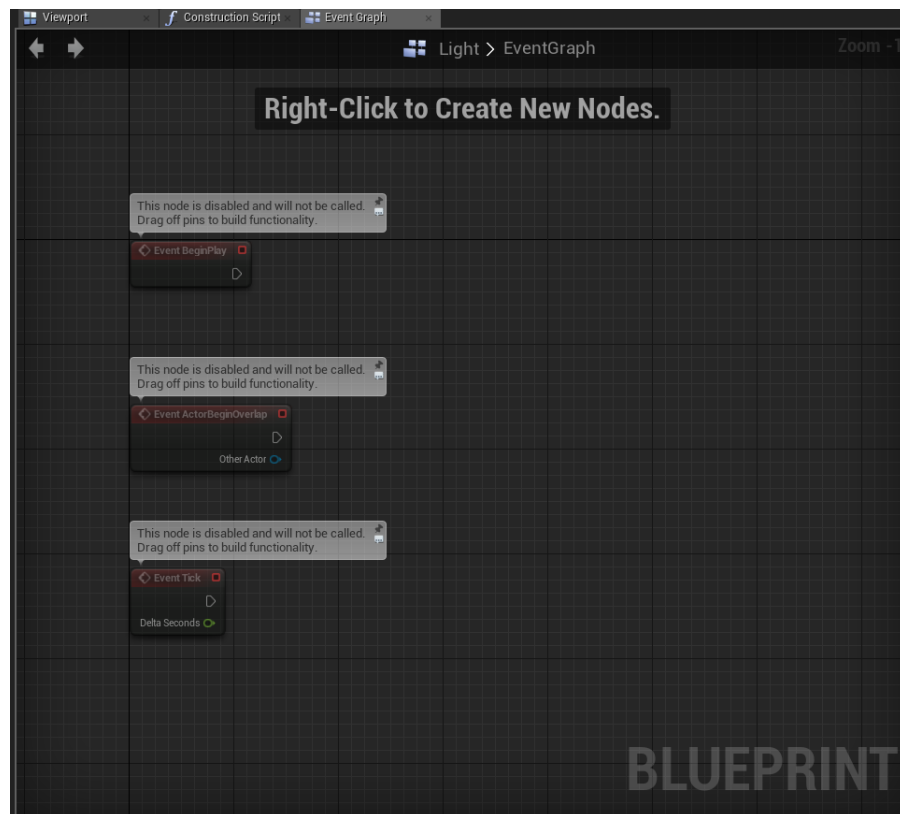 Viewport
Construction Script
Event Graph
Light > EventGraph
Zoom -
Right-Click to Create New Nodes.
This node is disabled and will not be called.
Drag off pins to build functionality.
Event BeginPlay
This node is disabled and will not be called.
Drag off pins to build functionality.
Event ActorBeginOverlap
Other Actor
This node is disabled and will not be called.
Drag off pins to build functionality.
Event Tick
Delta Seconds
BLUEPRINT